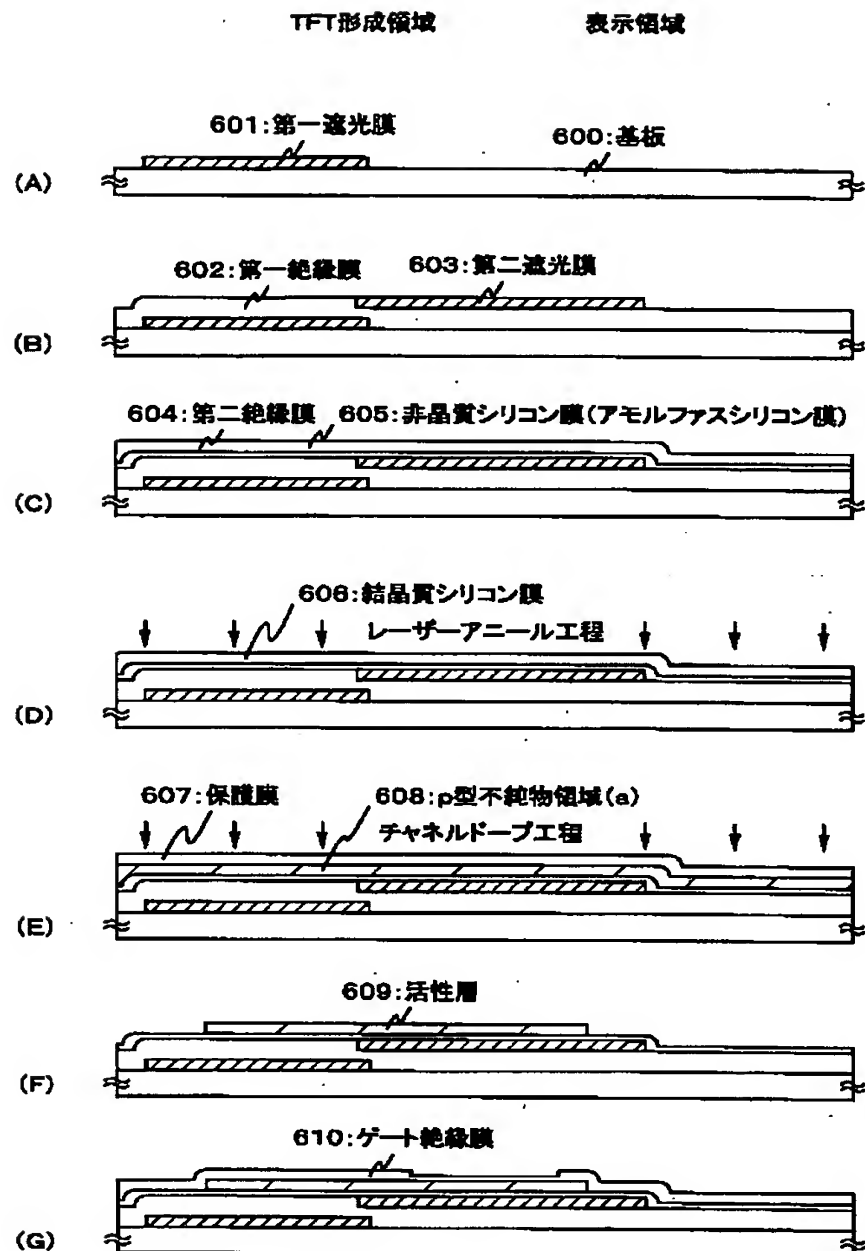 TFT形成領域 表示領域
601:第一遮光膜 600:基板
(A)
602:第一絶縁膜 603:第二遮光膜
(B)
604:第二絶縁膜 605:非晶質シリコン膜(アモルファスシリコン膜)
(C)
606:結晶質シリコン膜
レーザーアニール工程
(D)
607:保護膜 608:p型不純物領域(a)
チャネルドープ工程
(E)
609:活性層
(F)
610:ゲート絶縁膜
(G)